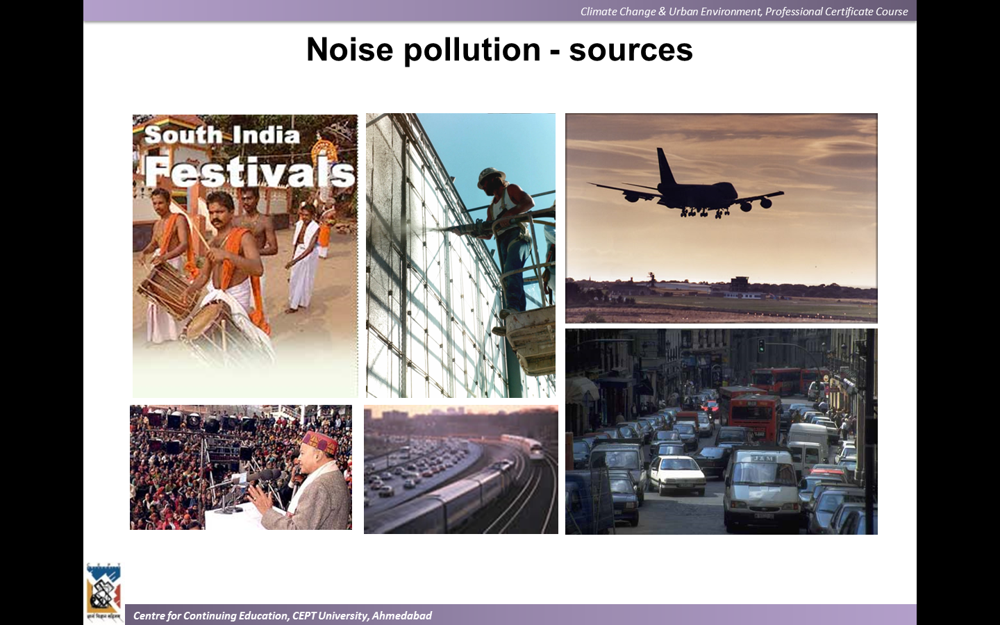 Climate Change & Urban Environment, Professional Certificate Course
Noise pollution - sources
South India
Festivals
JAM
C E P T
Centre for Continuing Education, CEPT University, Ahmedabad